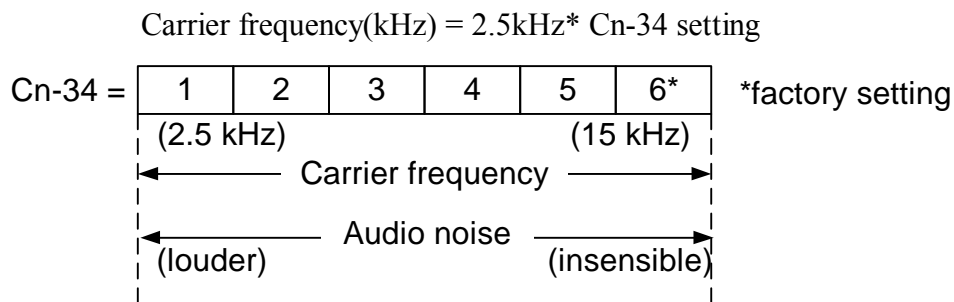 Carrier frequency(kHz) = 2.5kHz* Cn-34 setting
Cn-34 = 1 2 3 4 5 6* *factory setting
(2.5 kHz) (15 kHz)
Carrier frequency
Audio noise
(louder) (insensible)